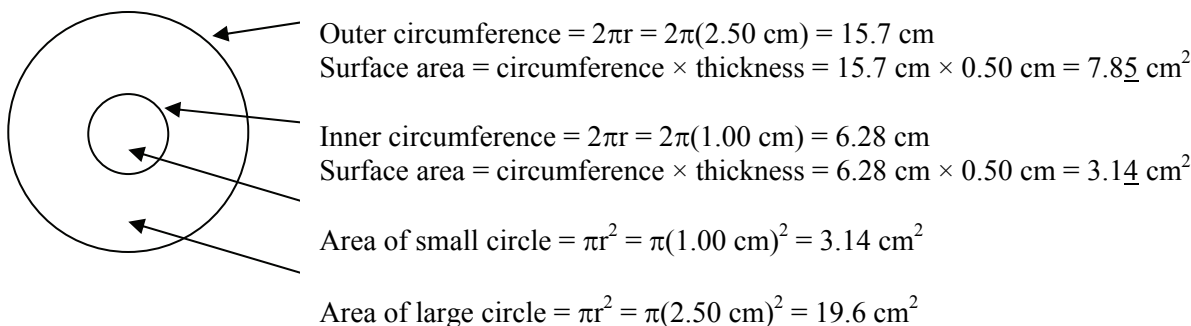 Outer circumference = 2πr = 2π(2.50 cm) = 15.7 cm
Surface area = circumference × thickness = 15.7 cm × 0.50 cm = 7.85 cm²
Inner circumference = 2πr = 2π(1.00 cm) = 6.28 cm
Surface area = circumference × thickness = 6.28 cm × 0.50 cm = 3.14 cm²
Area of small circle = πr² = π(1.00 cm)² = 3.14 cm²
Area of large circle = πr² = π(2.50 cm)² = 19.6 cm²